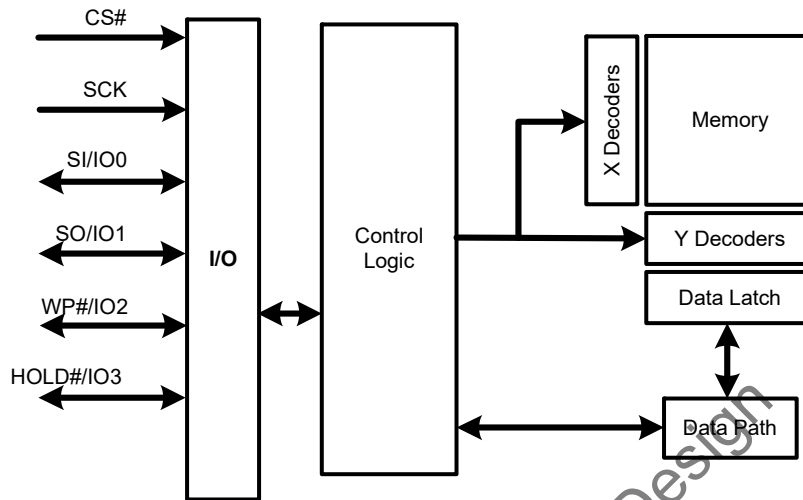 CS#
SCK
SI/IO0
SO/IO1
WP#/IO2
HOLD#/IO3
I/O
Control
Logic
X Decoders
Memory
Y Decoders
Data Latch
Data Path
Design